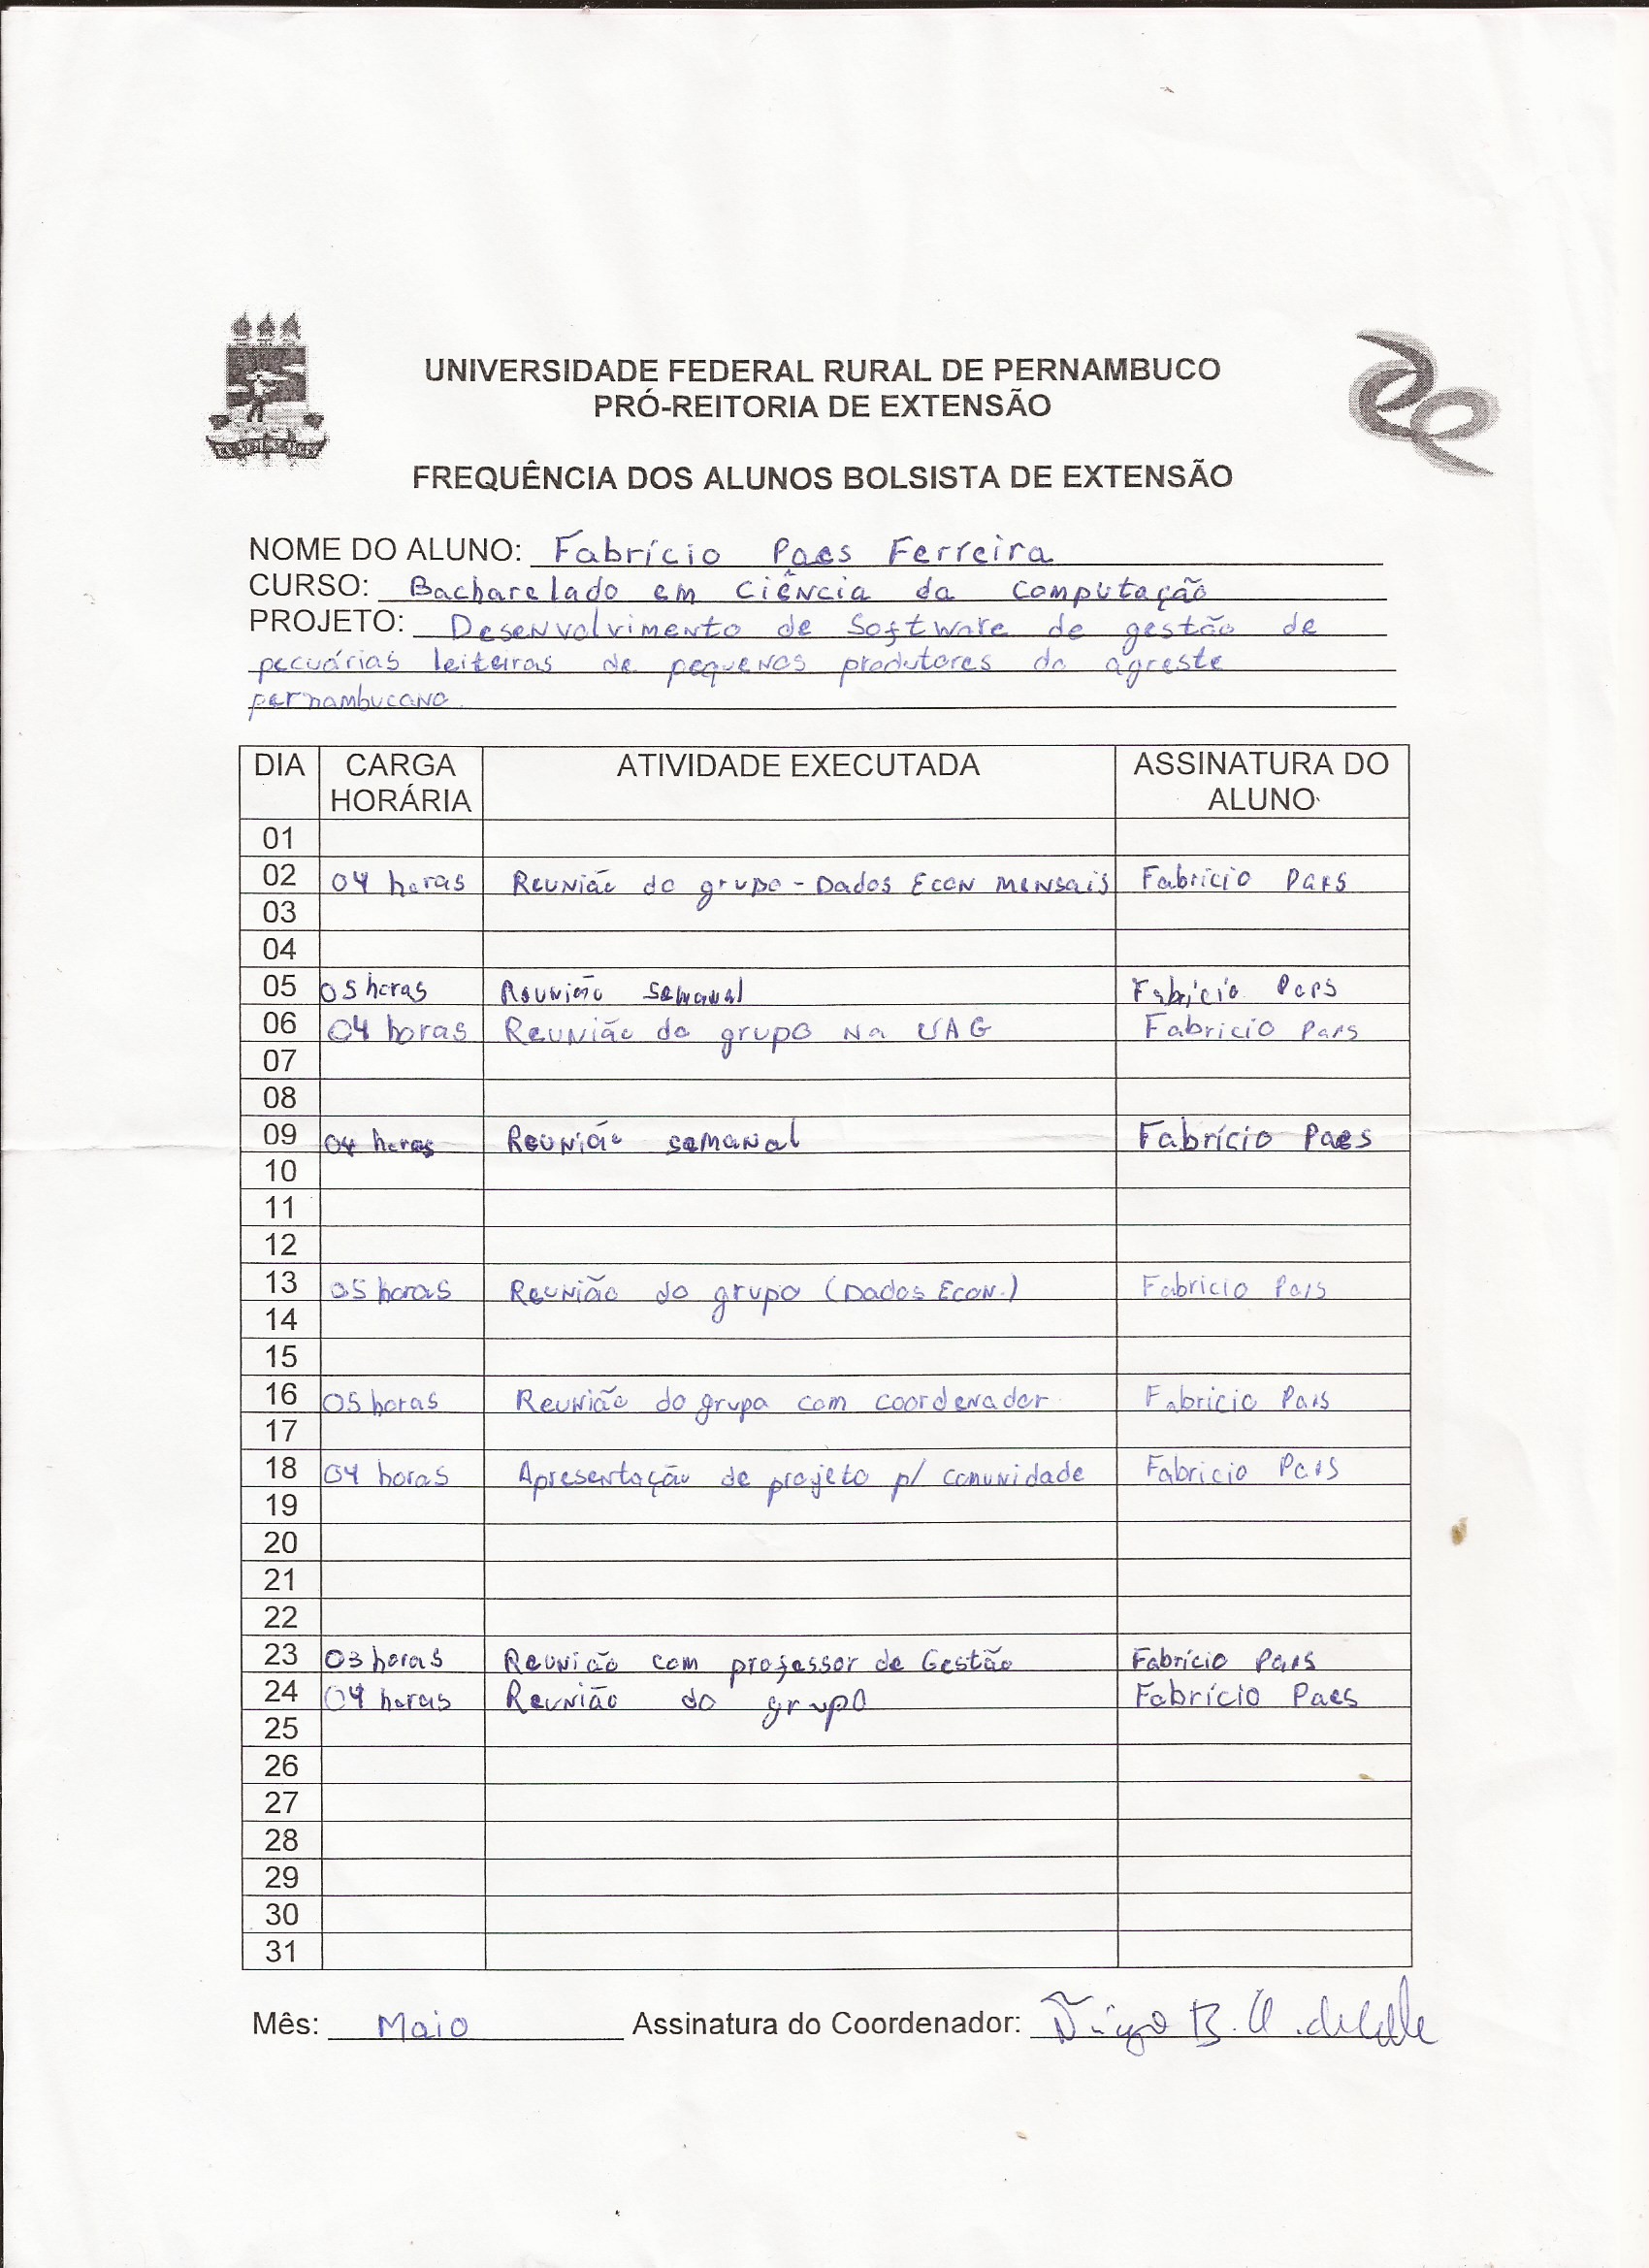 UNIVERSIDADE FEDERAL RURAL DE PERNAMBUCO
PRÓ-REITORIA DE EXTENSÃO
FREQUÊNCIA DOS ALUNOS BOLSISTA DE EXTENSÃO
NOME DO ALUNO: Fabrício Paes Ferreira
CURSO: Bacharelado em Ciência da Computação
PROJETO: Desenvolvimento de Software de gestão de
pecuárias leiteiras de pequenos produtores do agreste
pernambucano
DIA CARGA HORÁRIA ATIVIDADE EXECUTADA ASSINATURA DO ALUNO
01
02 04 horas Reunião do grupo - Dados Econ mensais Fabrício Paes
03
04
05 05 horas Reunião semanal Fabrício Paes
06 04 horas Reunião do grupo na UAG Fabricio Paes
07
08
09 04 horas Reunião semanal Fabrício Paes
10
11
12
13 05 horas Reunião do grupo (Dados Econ.) Fabricio Paes
14
15
16 05 horas Reunião do grupo com coordenador Fabricio Paes
17
18 04 horas Apresentação de projeto p/ comunidade Fabricio Paes
19
20
21
22
23 03 horas Reunião com professor de Gestão Fabrício Paes
24 04 horas Reunião do grupo Fabrício Paes
25
26
27
28
29
30
31
Mês: Maio Assinatura do Coordenador: B.